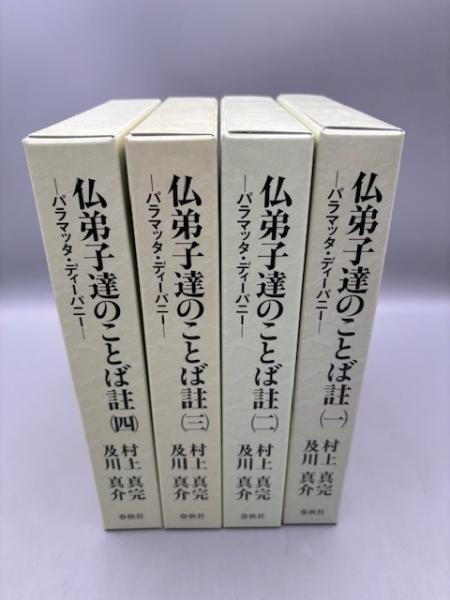 仏弟子達のことば註㈣
―パラマッタ・ディーパニー―
村上 真完
及川 真介
春秋社
仏弟子達のことば註㈢
―パラマッタ・ディーパニー―
村上 真完
及川 真介
春秋社
仏弟子達のことば註㈡
―パラマッタ・ディーパニー―
村上 真完
及川 真介
春秋社
仏弟子達のことば註㈠
―パラマッタ・ディーパニー―
村上 真完
及川 真介
春秋社